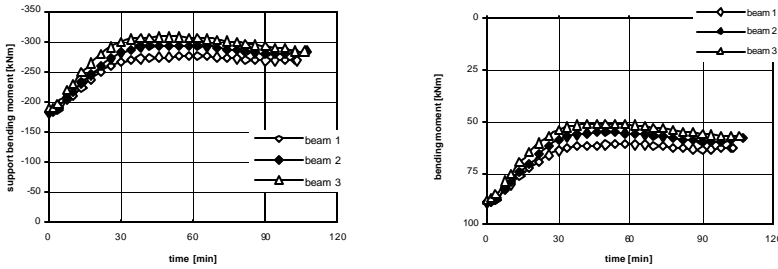 -350
-300
-250
-200
-150
-100
-50
0
support bending moment [kNm]
beam 1
beam 2
beam 3
0 30 60 90 120
time [min]
0
25
50
75
100
bending moment [kNm]
beam 1
beam 2
beam 3
0 30 60 90 120
time [min]